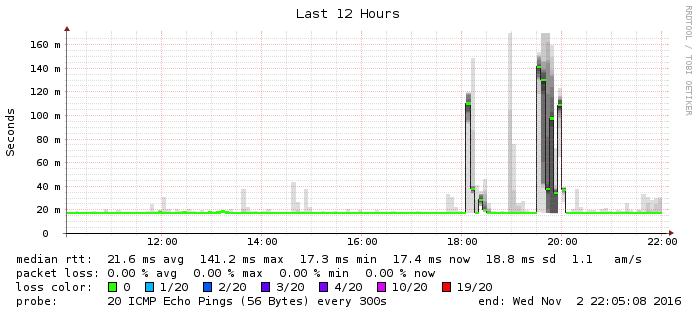 Last 12 Hours
RRDTOOL / TOBI OETIKER
Seconds
160 m
140 m
120 m
100 m
80 m
60 m
40 m
20 m
0
12:00 14:00 16:00 18:00 20:00 22:00
median rtt: 21.6 ms avg 141.2 ms max 17.3 ms min 17.4 ms now 18.8 ms sd 1.1 am/s
packet loss: 0.00 % avg 0.00 % max 0.00 % min 0.00 % now
loss color: 0 1/20 2/20 3/20 4/20 10/20 19/20
probe: 20 ICMP Echo Pings (56 Bytes) every 300s end: Wed Nov 2 22:05:08 2016